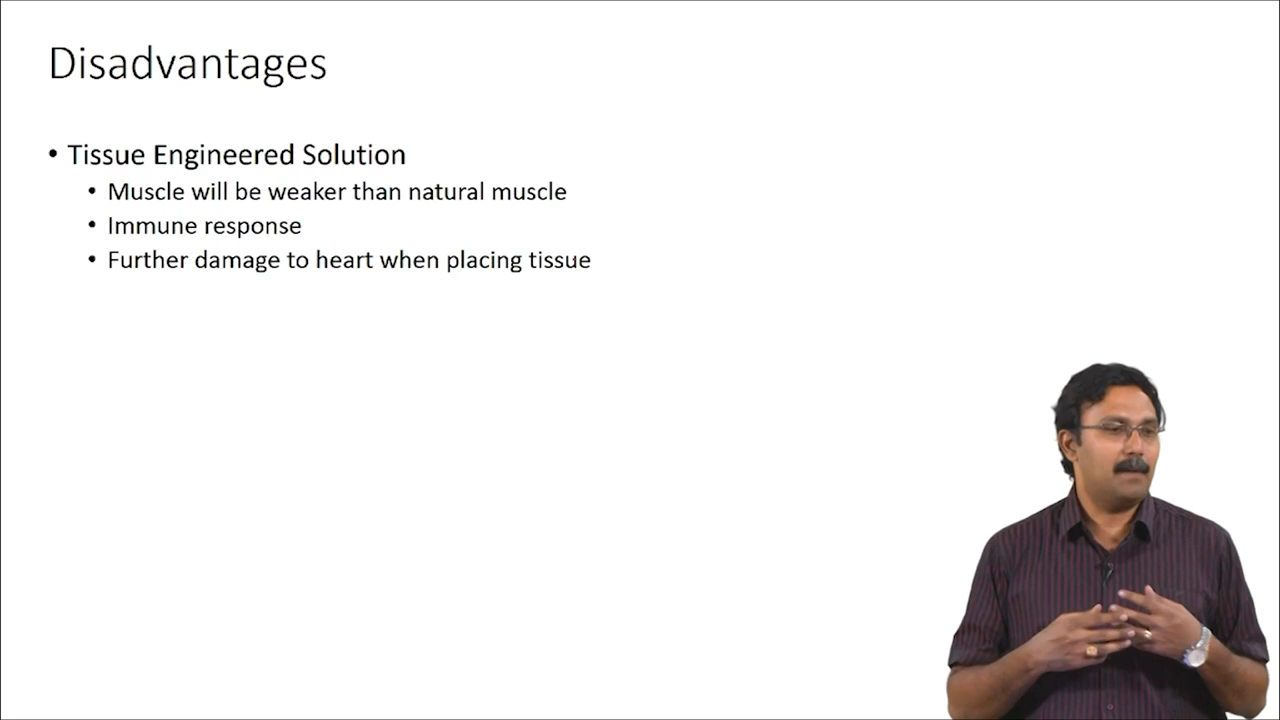 Disadvantages
• Tissue Engineered Solution
• Muscle will be weaker than natural muscle
• Immune response
• Further damage to heart when placing tissue